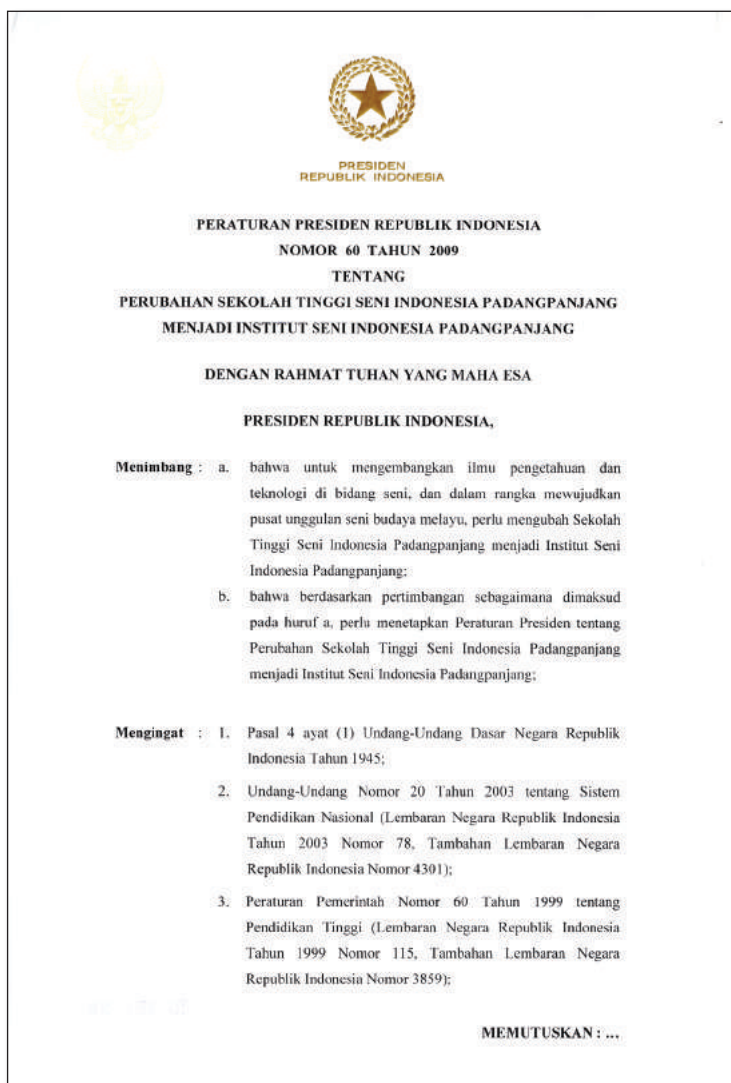 PRESIDEN
REPUBLIK INDONESIA
PERATURAN PRESIDEN REPUBLIK INDONESIA
NOMOR 60 TAHUN 2009
TENTANG
PERUBAHAN SEKOLAH TINGGI SENI INDONESIA PADANGPANJANG
MENJADI INSTITUT SENI INDONESIA PADANGPANJANG
DENGAN RAHMAT TUHAN YANG MAHA ESA
PRESIDEN REPUBLIK INDONESIA,
Menimbang : a. bahwa untuk mengembangkan ilmu pengetahuan dan
teknologi di bidang seni, dan dalam rangka mewujudkan
pusat unggulan seni budaya melayu, perlu mengubah Sekolah
Tinggi Seni Indonesia Padangpanjang menjadi Institut Seni
Indonesia Padangpanjang;
b. bahwa berdasarkan pertimbangan sebagaimana dimaksud
pada huruf a, perlu menetapkan Peraturan Presiden tentang
Perubahan Sekolah Tinggi Seni Indonesia Padangpanjang
menjadi Institut Seni Indonesia Padangpanjang;
Mengingat : 1. Pasal 4 ayat (1) Undang-Undang Dasar Negara Republik
Indonesia Tahun 1945;
2. Undang-Undang Nomor 20 Tahun 2003 tentang Sistem
Pendidikan Nasional (Lembaran Negara Republik Indonesia
Tahun 2003 Nomor 78, Tambahan Lembaran Negara
Republik Indonesia Nomor 4301);
3. Peraturan Pemerintah Nomor 60 Tahun 1999 tentang
Pendidikan Tinggi (Lembaran Negara Republik Indonesia
Tahun 1999 Nomor 115, Tambahan Lembaran Negara
Republik Indonesia Nomor 3859);
MEMUTUSKAN : ...